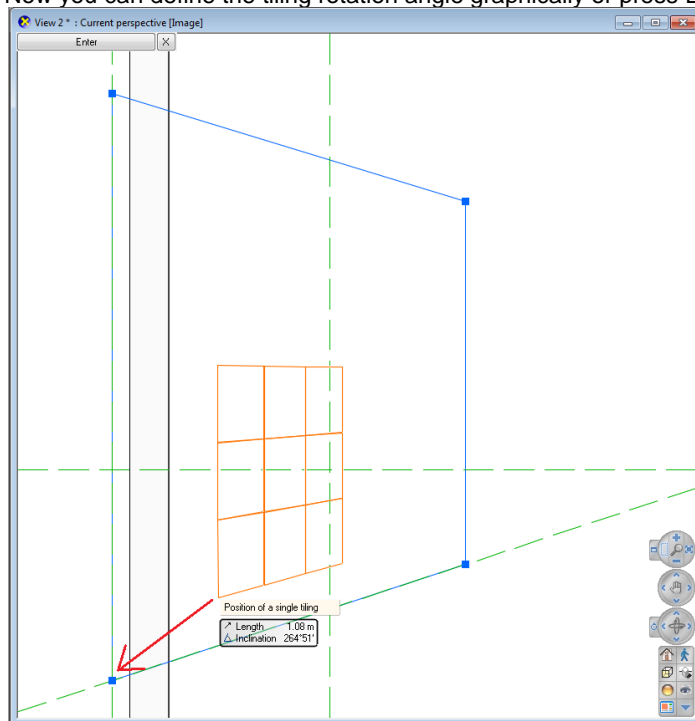 Now you can define the tiling rotation angle graphically or press
View 2 * : Current perspective [Image]
Enter X
Position of a single tiling
Length 1.08 m
Inclination 264°51'